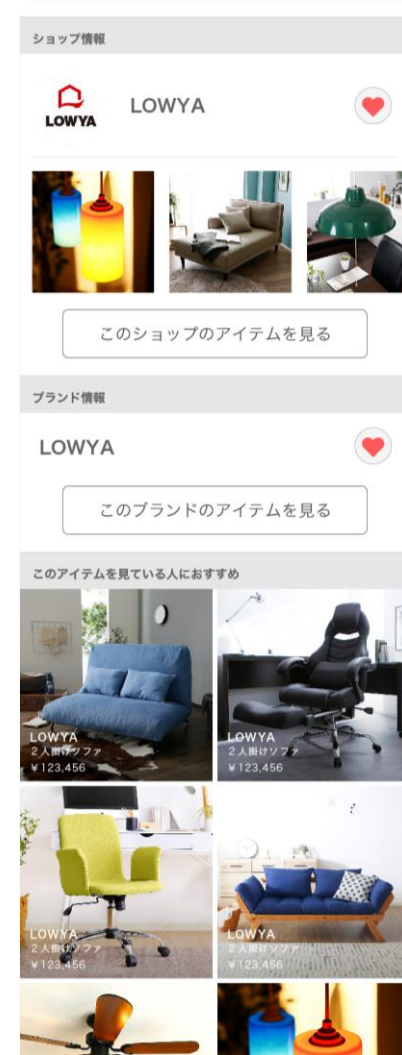 ショップ情報
LOWYA
LOWYA
このショップのアイテムを見る
ブランド情報
LOWYA
このブランドのアイテムを見る
このアイテムを見ている人におすすめ
LOWYA
2人掛けソファ
¥123,456
LOWYA
2人掛けソファ
¥123,456
LOWYA
2人掛けソファ
¥123,456
LOWYA
2人掛けソファ
¥123,456